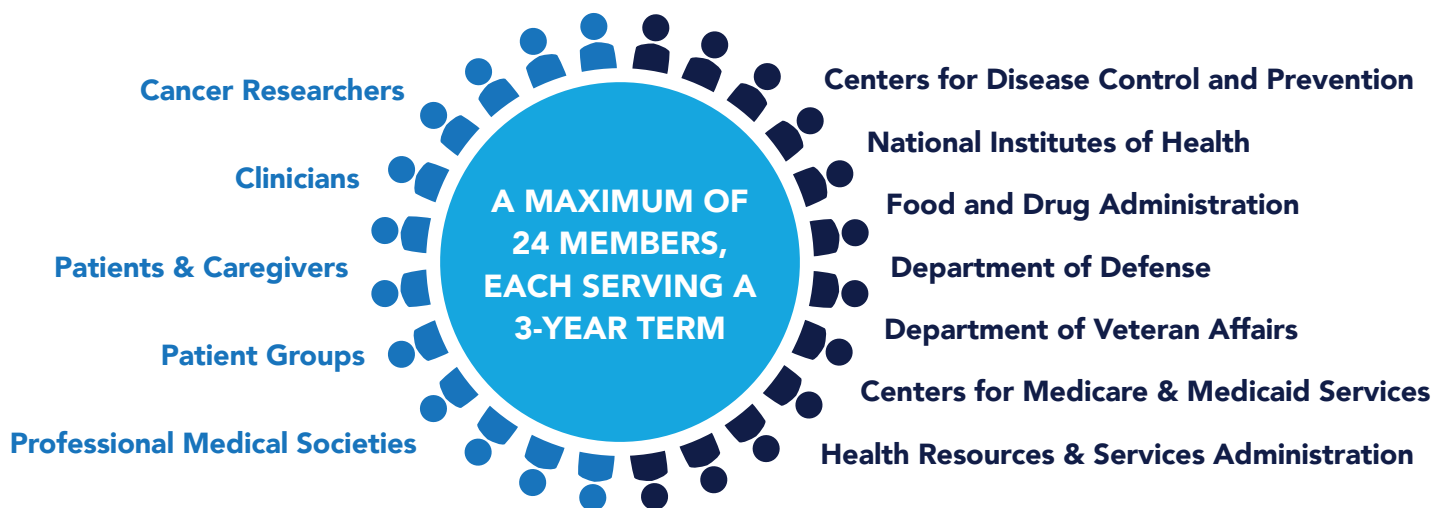 Cancer Researchers
Clinicians
Patients & Caregivers
Patient Groups
Professional Medical Societies
A MAXIMUM OF
24 MEMBERS,
EACH SERVING A
3-YEAR TERM
Centers for Disease Control and Prevention
National Institutes of Health
Food and Drug Administration
Department of Defense
Department of Veteran Affairs
Centers for Medicare & Medicaid Services
Health Resources & Services Administration